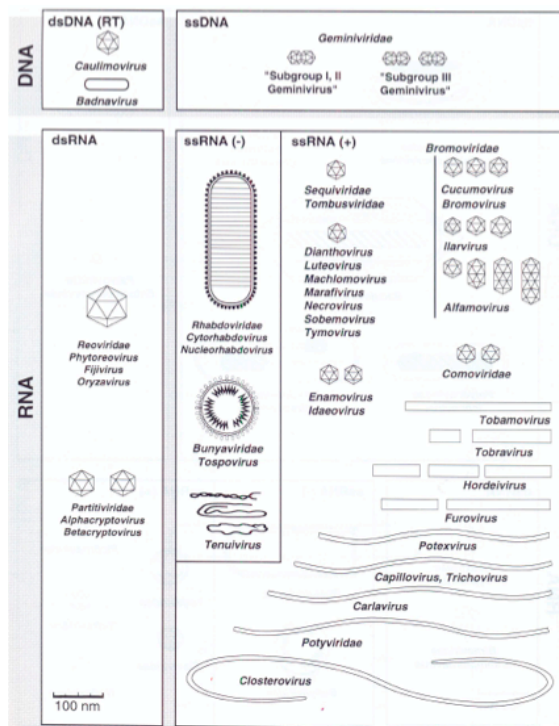 DNA
dsDNA (RT)
Caulimovirus
Badnavirus
ssDNA
Geminiviridae
"Subgroup I, II
Geminivirus"
"Subgroup III
Geminivirus"
RNA
dsRNA
Reoviridae
Phytoreovirus
Fijivirus
Oryzavirus
Partitiviridae
Alphacryptovirus
Betacryptovirus
100 nm
ssRNA (-)
Rhabdoviridae
Cytorhabdovirus
Nucleorhabdovirus
Bunyaviridae
Tospovirus
Tenuivirus
ssRNA (+)
Sequiviridae
Tombusviridae
Dianthovirus
Luteovirus
Machlomovirus
Marafivirus
Necrovirus
Sobemovirus
Tymovirus
Enamovirus
Idaeovirus
Bromoviridae
Cucumovirus
Bromovirus
Ilarvirus
Alfamovirus
Comoviridae
Tobamovirus
Tobravirus
Hordeivirus
Furovirus
Potexvirus
Capillovirus, Trichovirus
Carlavirus
Potyviridae
Closterovirus